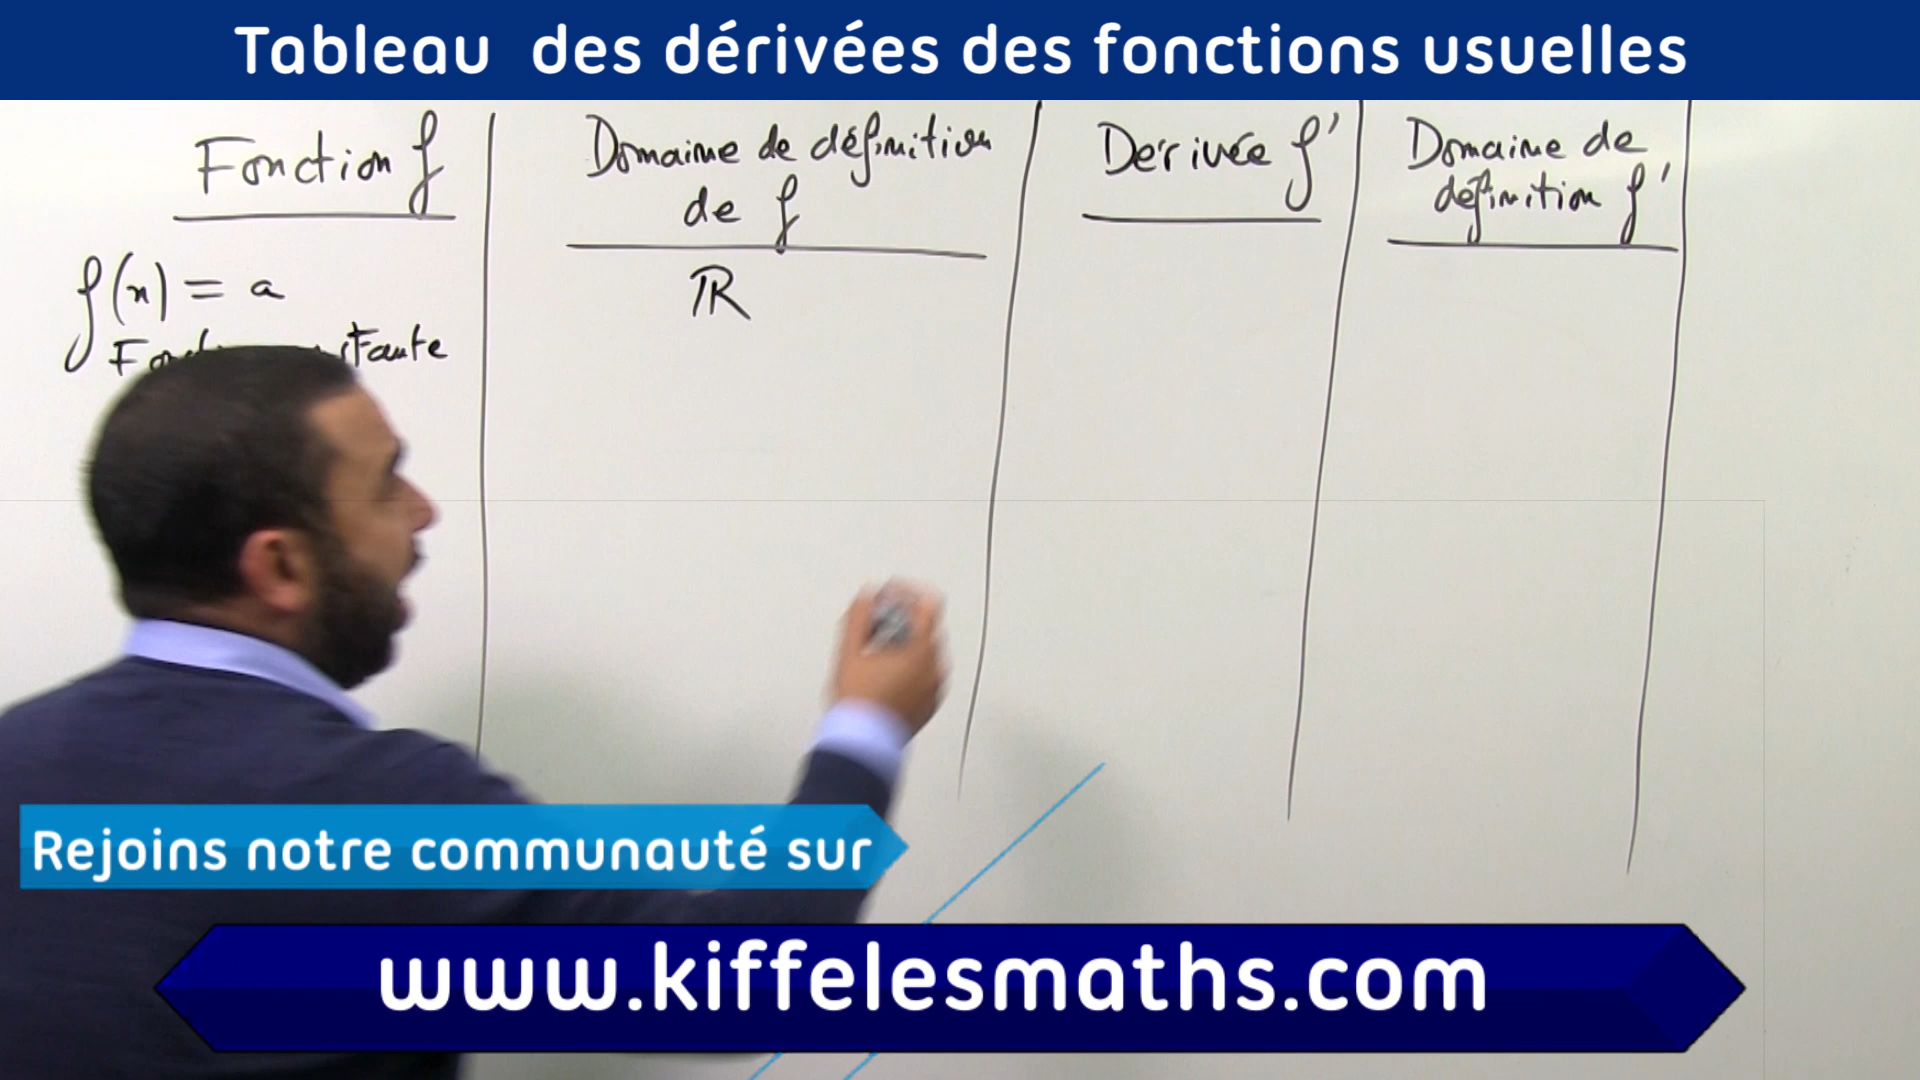 Tableau des dérivées des fonctions usuelles
Fonction f
Domaine de définition
de f
Dérivée f'
Domaine de
définition f'
f(x) = a
ℝ
Rejoins notre communauté sur
www.kiffelesmaths.com